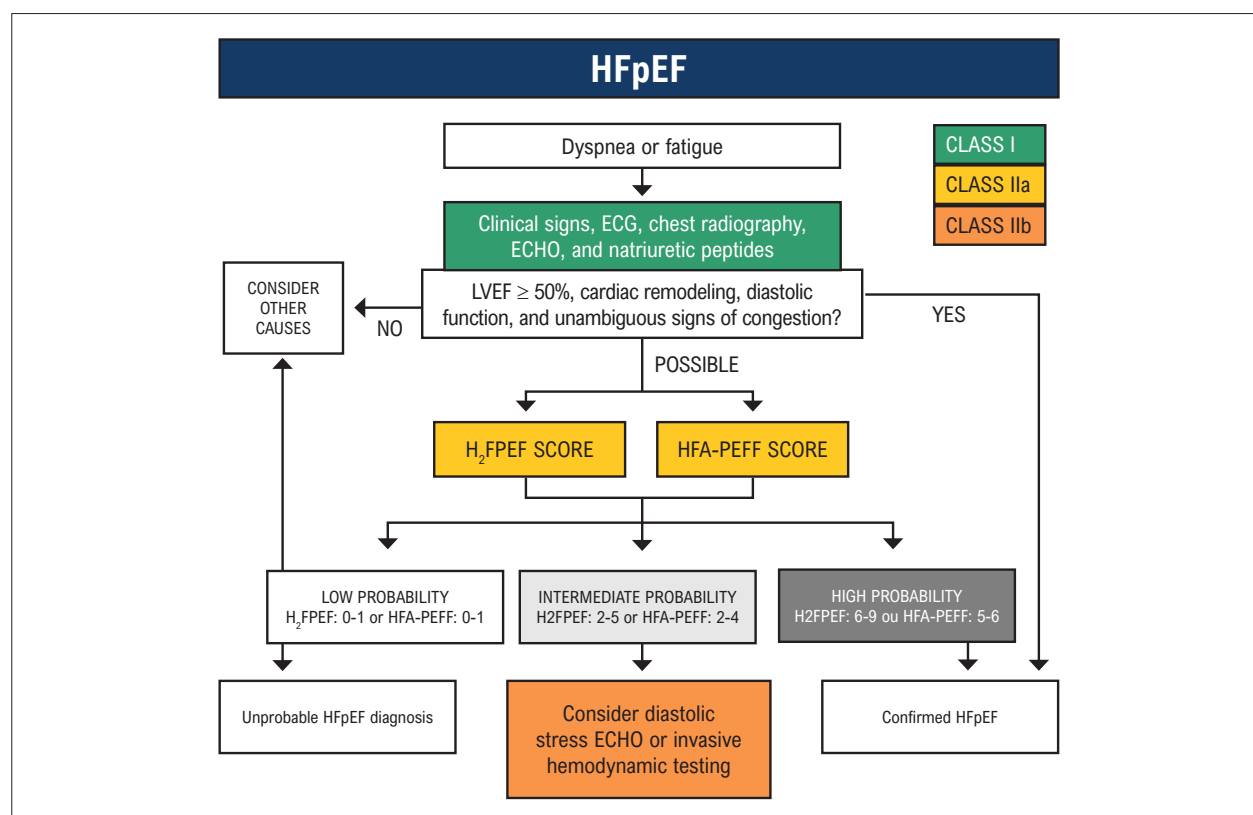 HFpEF
Dyspnea or fatigue
CLASS I
CLASS IIa
CLASS IIb
Clinical signs, ECG, chest radiography,
ECHO, and natriuretic peptides
LVEF ≥ 50%, cardiac remodeling, diastolic
function, and unambiguous signs of congestion?
CONSIDER
OTHER
CAUSES
NO
YES
POSSIBLE
H₂FPEF SCORE
HFA-PEFF SCORE
LOW PROBABILITY
H₂FPEF: 0-1 or HFA-PEFF: 0-1
INTERMEDIATE PROBABILITY
H2FPEF: 2-5 or HFA-PEFF: 2-4
HIGH PROBABILITY
H2FPEF: 6-9 ou HFA-PEFF: 5-6
Unprobable HFpEF diagnosis
Consider diastolic
stress ECHO or invasive
hemodynamic testing
Confirmed HFpEF